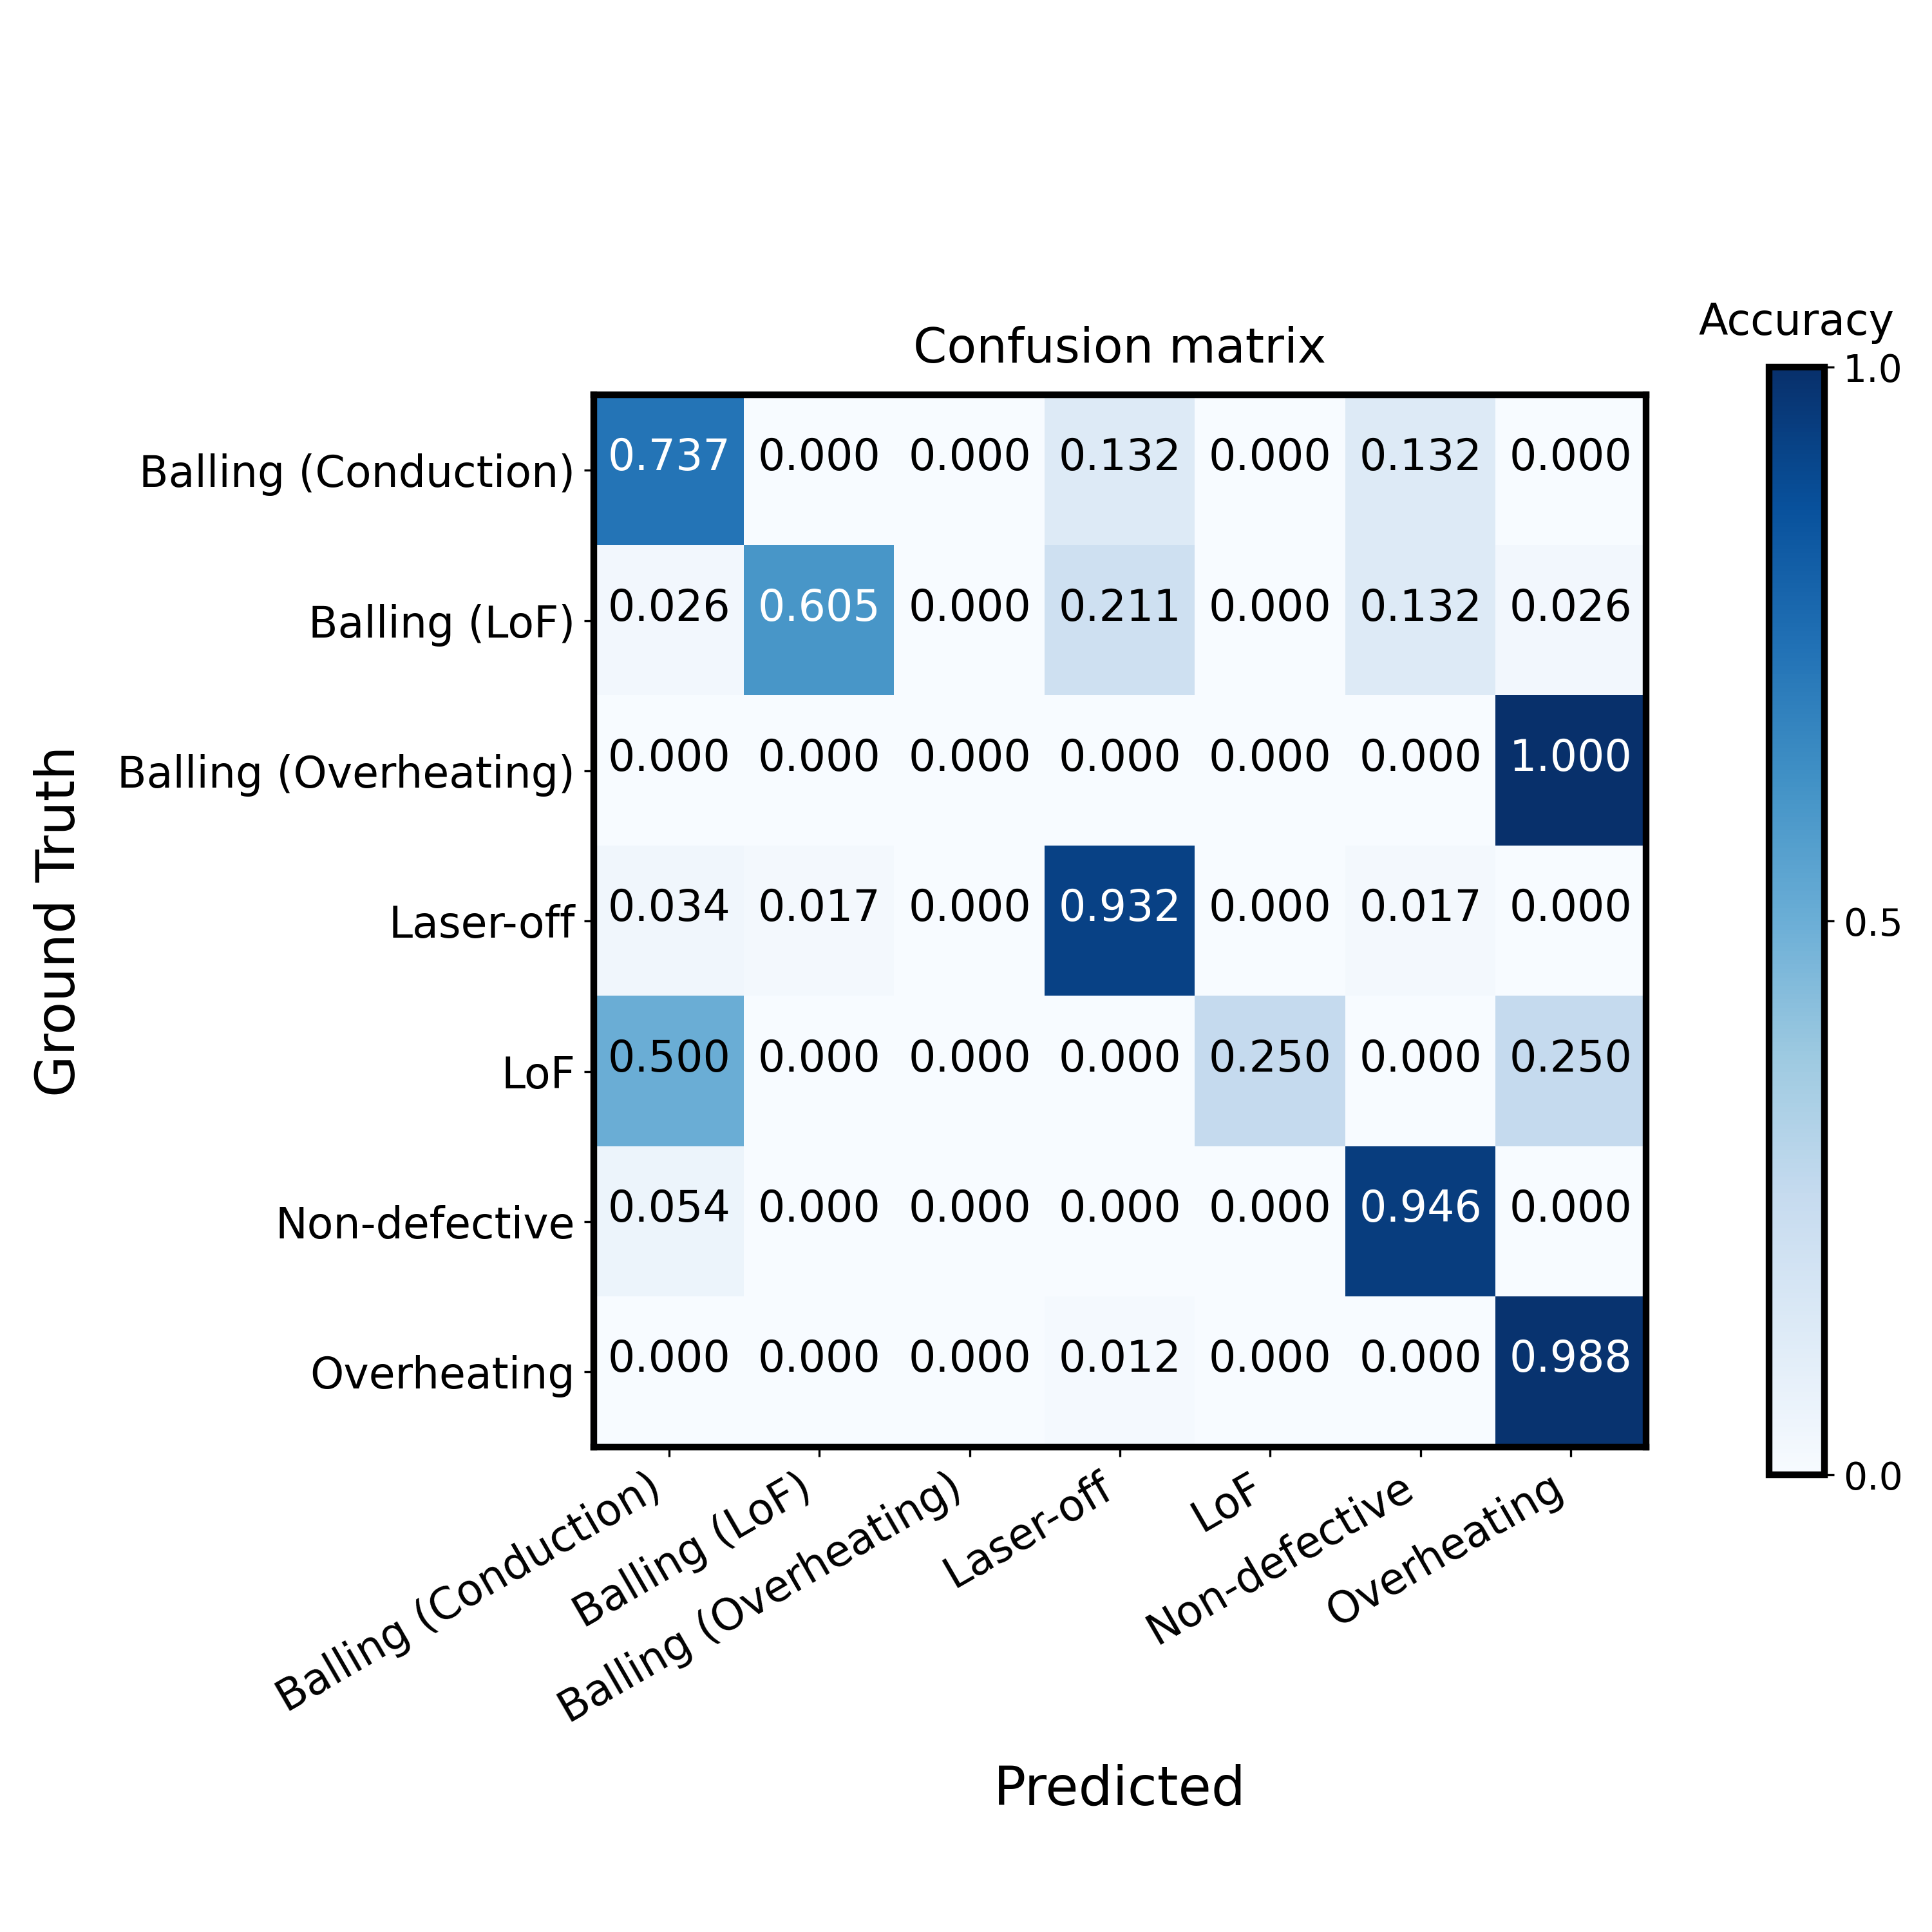 Accuracy
Confusion matrix
1.0
0.5
0.0
Ground Truth
Balling (Conduction) 0.737 0.000 0.000 0.132 0.000 0.132 0.000
Balling (LoF) 0.026 0.605 0.000 0.211 0.000 0.132 0.026
Balling (Overheating) 0.000 0.000 0.000 0.000 0.000 0.000 1.000
Laser-off 0.034 0.017 0.000 0.932 0.000 0.017 0.000
LoF 0.500 0.000 0.000 0.000 0.250 0.000 0.250
Non-defective 0.054 0.000 0.000 0.000 0.000 0.946 0.000
Overheating 0.000 0.000 0.000 0.012 0.000 0.000 0.988
Balling (Conduction)
Balling (LoF)
Balling (Overheating)
Laser-off
LoF
Non-defective
Overheating
Predicted